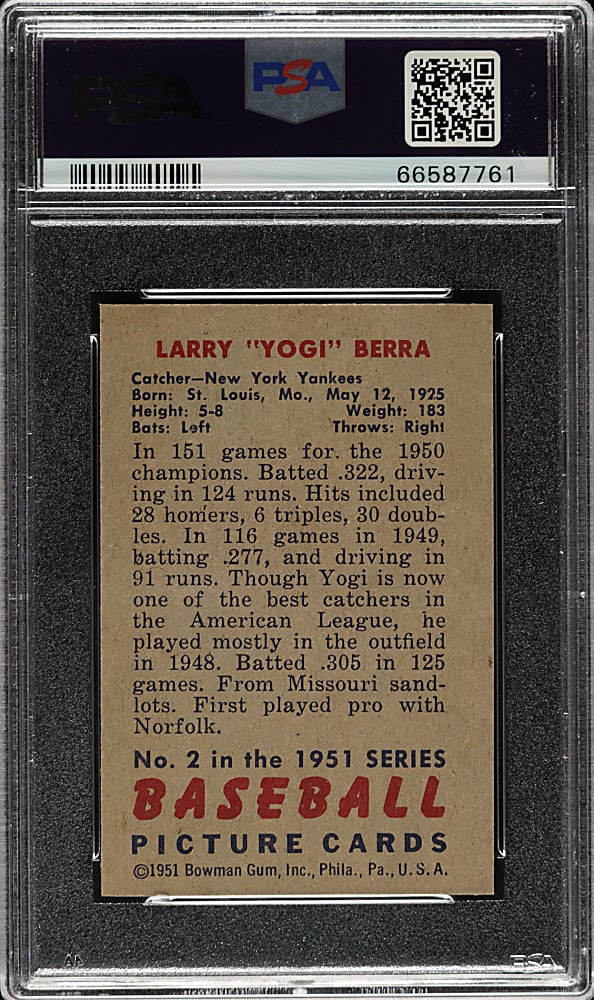 PSA
PSA
66587761
LARRY "YOGI" BERRA
Catcher—New York Yankees
Born: St. Louis, Mo., May 12, 1925
Height: 5-8 Weight: 183
Bats: Left Throws: Right
In 151 games for the 1950
champions. Batted .322, driv-
ing in 124 runs. Hits included
28 homers, 6 triples, 30 doub-
les. In 116 games in 1949,
batting .277, and driving in
91 runs. Though Yogi is now
one of the best catchers in
the American League, he
played mostly in the outfield
in 1948. Batted .305 in 125
games. From Missouri sand-
lots. First played pro with
Norfolk.
No. 2 in the 1951 SERIES
BASEBALL
PICTURE CARDS
©1951 Bowman Gum, Inc., Phila., Pa., U.S.A.
PSA